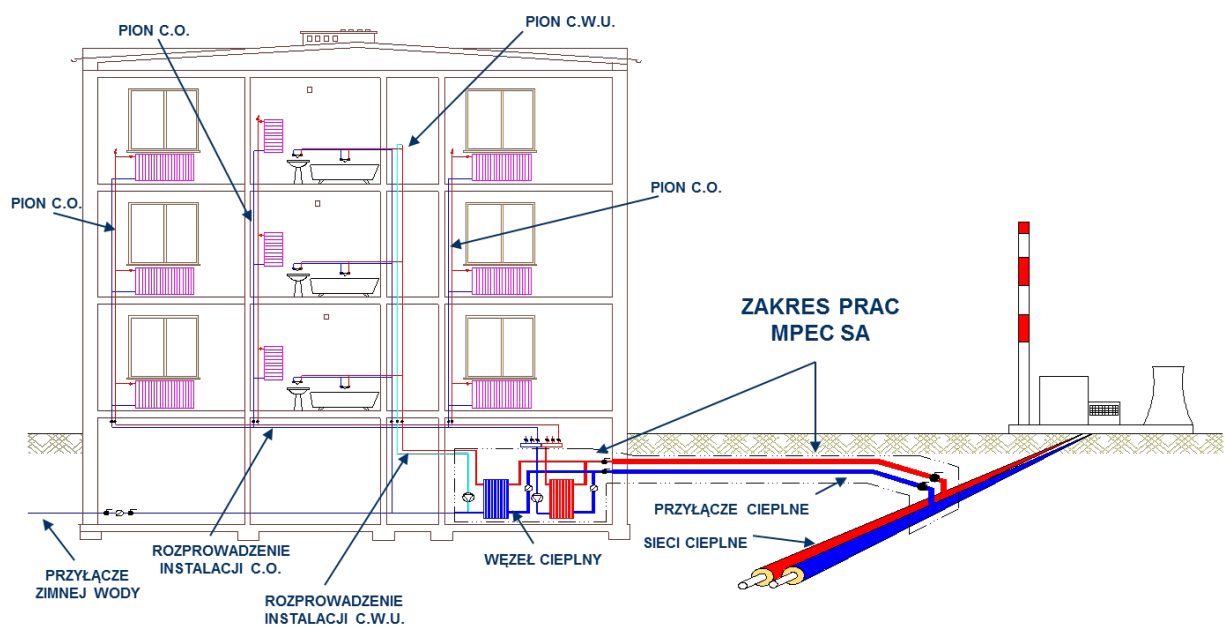 PION C.O.
PION C.W.U.
PION C.O.
PION C.O.
ZAKRES PRAC
MPEC SA
PRZYŁĄCZE CIEPLNE
SIECI CIEPLNE
WĘZEŁ CIEPLNY
ROZPROWADZENIE
INSTALACJI C.O.
PRZYŁĄCZE
ZIMNEJ WODY
ROZPROWADZENIE
INSTALACJI C.W.U.